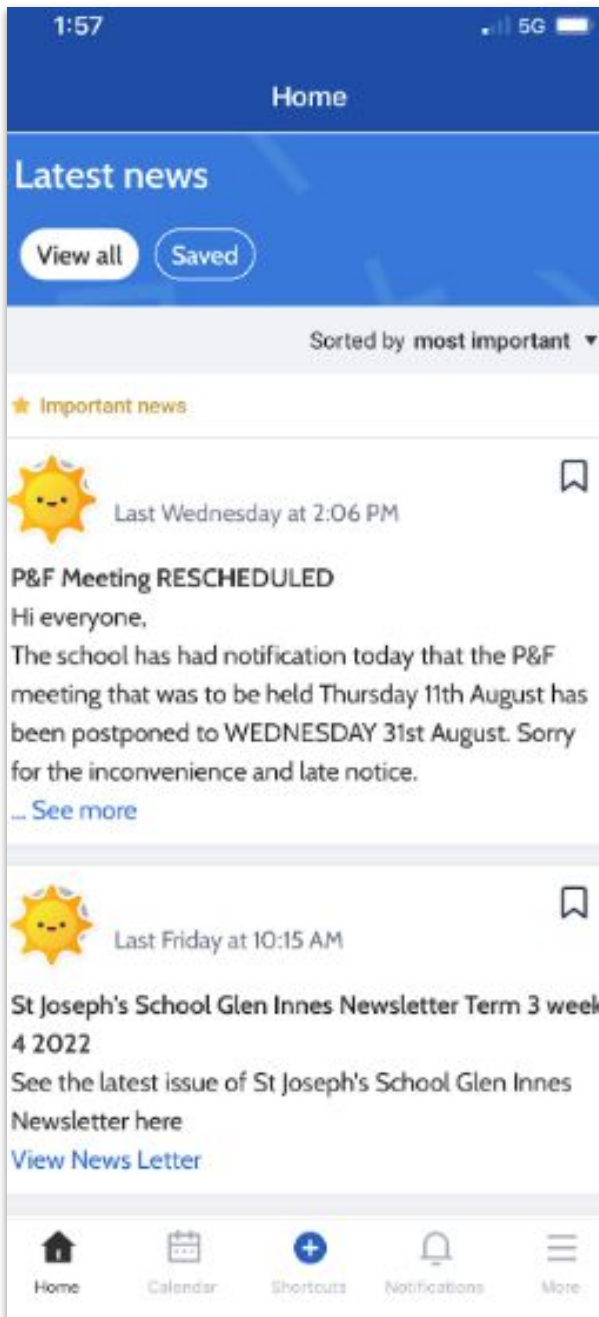 1:57
5G
Home
Latest news
View all
Saved
Sorted by most important
Important news
Last Wednesday at 2:06 PM
P&F Meeting RESCHEDULED
Hi everyone,
The school has had notification today that the P&F
meeting that was to be held Thursday 11th August has
been postponed to WEDNESDAY 31st August. Sorry
for the inconvenience and late notice.
... See more
Last Friday at 10:15 AM
St Joseph's School Glen Innes Newsletter Term 3 week
4 2022
See the latest issue of St Joseph's School Glen Innes
Newsletter here
View News Letter
Home
Calendar
Shortcuts
Notifications
More